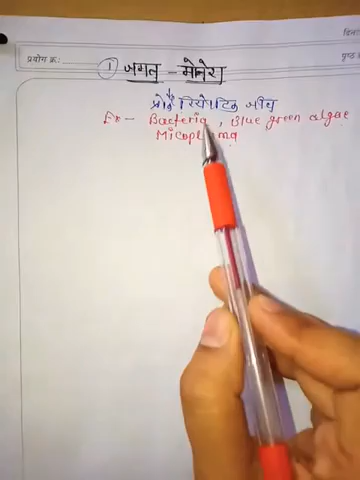 दिनां
प्रयोग क्र.:
पृष्ठ क्र
① जगत् - मोनेरा
प्रोकैरियोटिक जीव
Ex - Bacteria, Blue green algae
Micoplasma